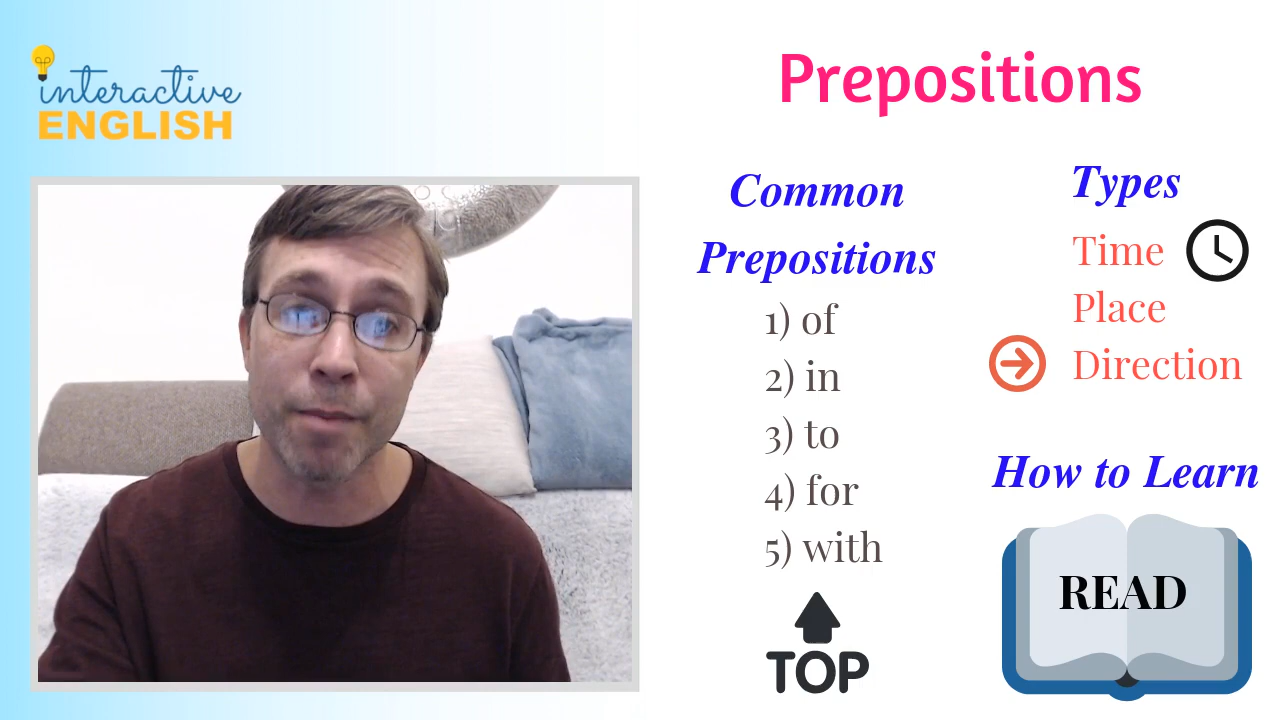 interactive
ENGLISH
Prepositions
Common
Prepositions
1) of
2) in
3) to
4) for
5) with
TOP
Types
Time
Place
Direction
How to Learn
READ